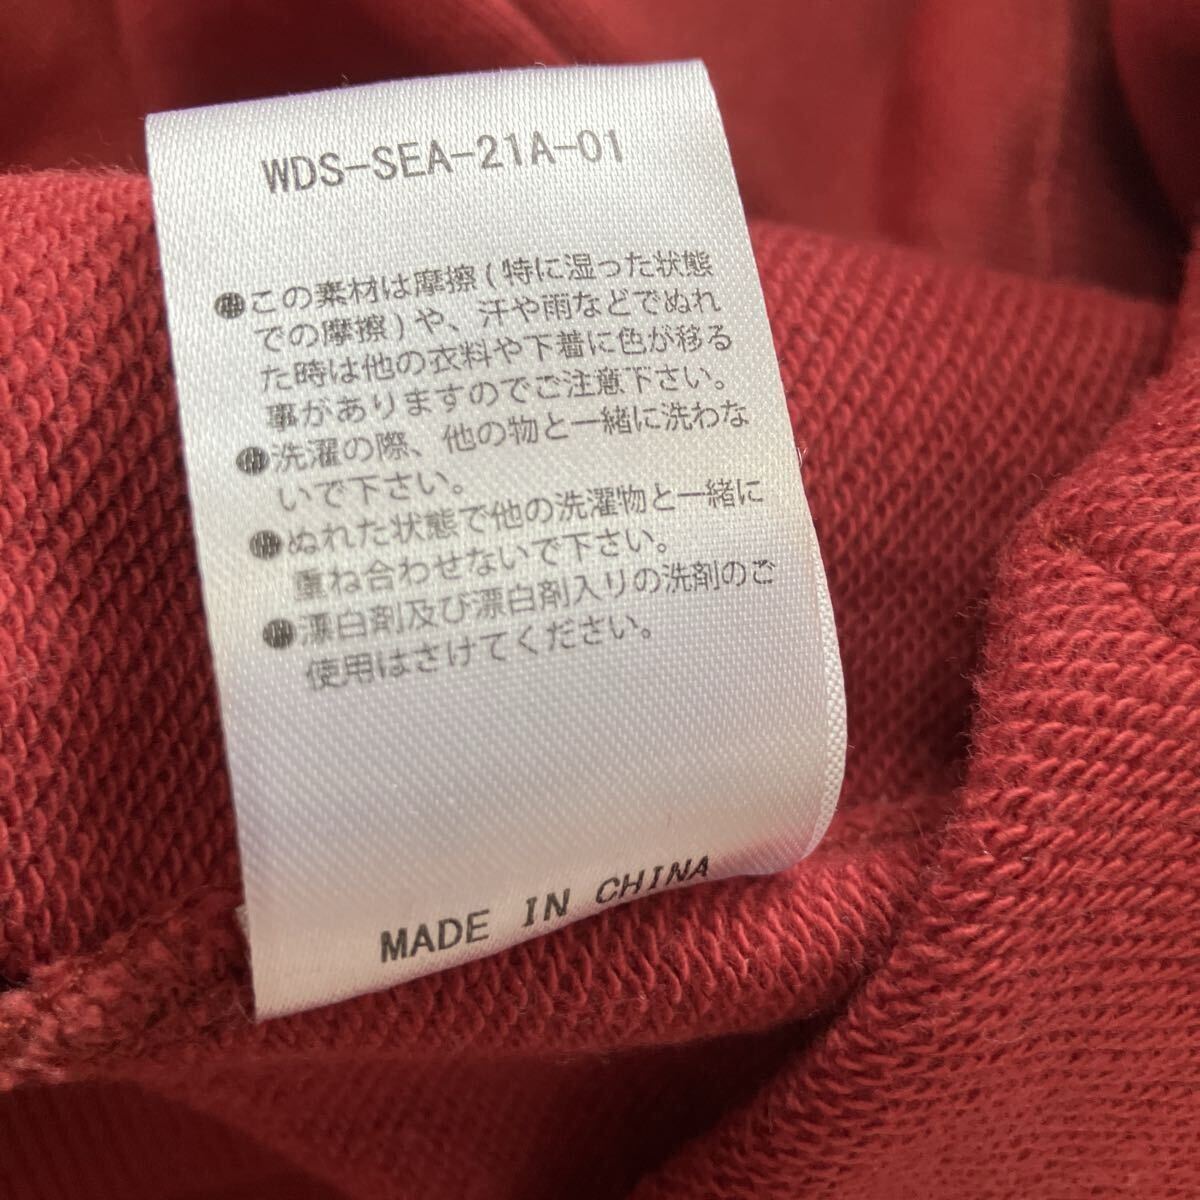 WDS-SEA-21A-01
●この素材は摩擦(特に湿った状態
での摩擦)や、汗や雨などでぬれ
た時は他の衣料や下着に色が移る
事がありますのでご注意下さい。
●洗濯の際、他の物と一緒に洗わな
いで下さい。
●ぬれた状態で他の洗濯物と一緒に
重ね合わせないで下さい。
●漂白剤及び漂白剤入りの洗剤のご
使用はさけてください。
MADE IN CHINA